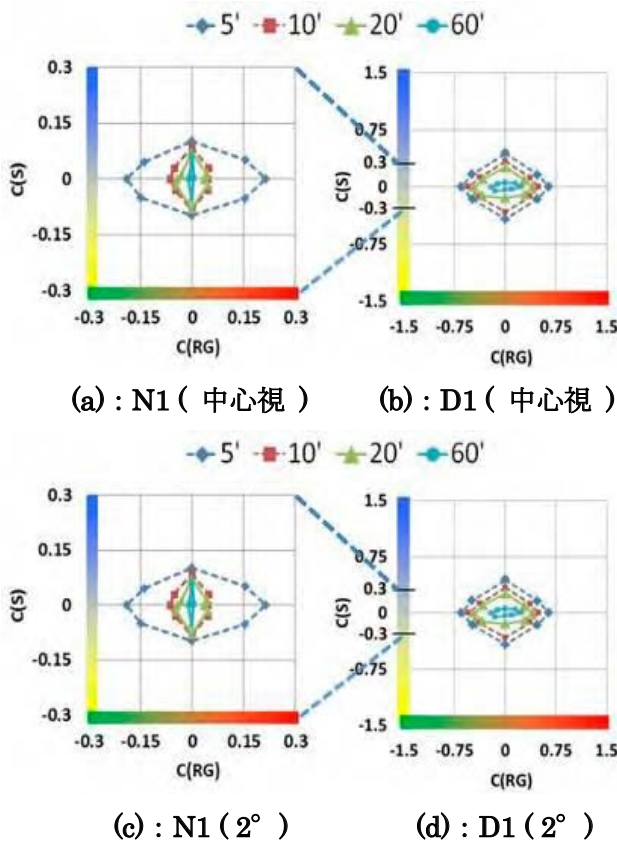 5' 10' 20' 60'
0.3
0.15
0
-0.15
-0.3
C(S)
-0.3 -0.15 0 0.15 0.3
C(RG)
1.5
0.75
0.3
0
-0.3
-0.75
-1.5
C(S)
-1.5 -0.75 0 0.75 1.5
C(RG)
(a) : N1 ( 中心視 )
(b) : D1 ( 中心視 )
5' 10' 20' 60'
0.3
0.15
0
-0.15
-0.3
C(S)
-0.3 -0.15 0 0.15 0.3
C(RG)
1.5
0.75
0.3
0
-0.3
-0.75
-1.5
C(S)
-1.5 -0.75 0 0.75 1.5
C(RG)
(c) : N1 ( 2° )
(d) : D1 ( 2° )